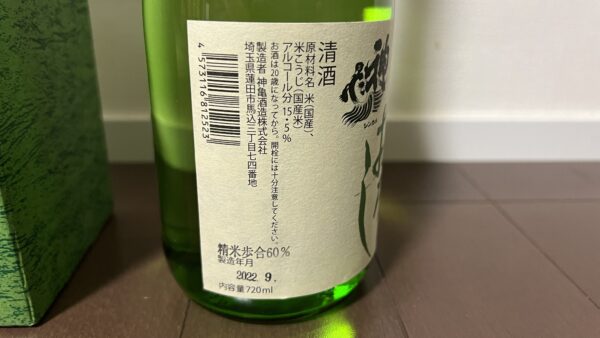 清酒
原材料名 米(国産)、
米こうじ(国産米)
アルコール分 15・5%
お酒は20歳になってから。開栓には十分注意してください。
製造者 神亀酒造株式会社
埼玉県蓮田市馬込三丁目七四番地
4573116812523
精米歩合60%
製造年月
2022.9.
内容量720ml
神